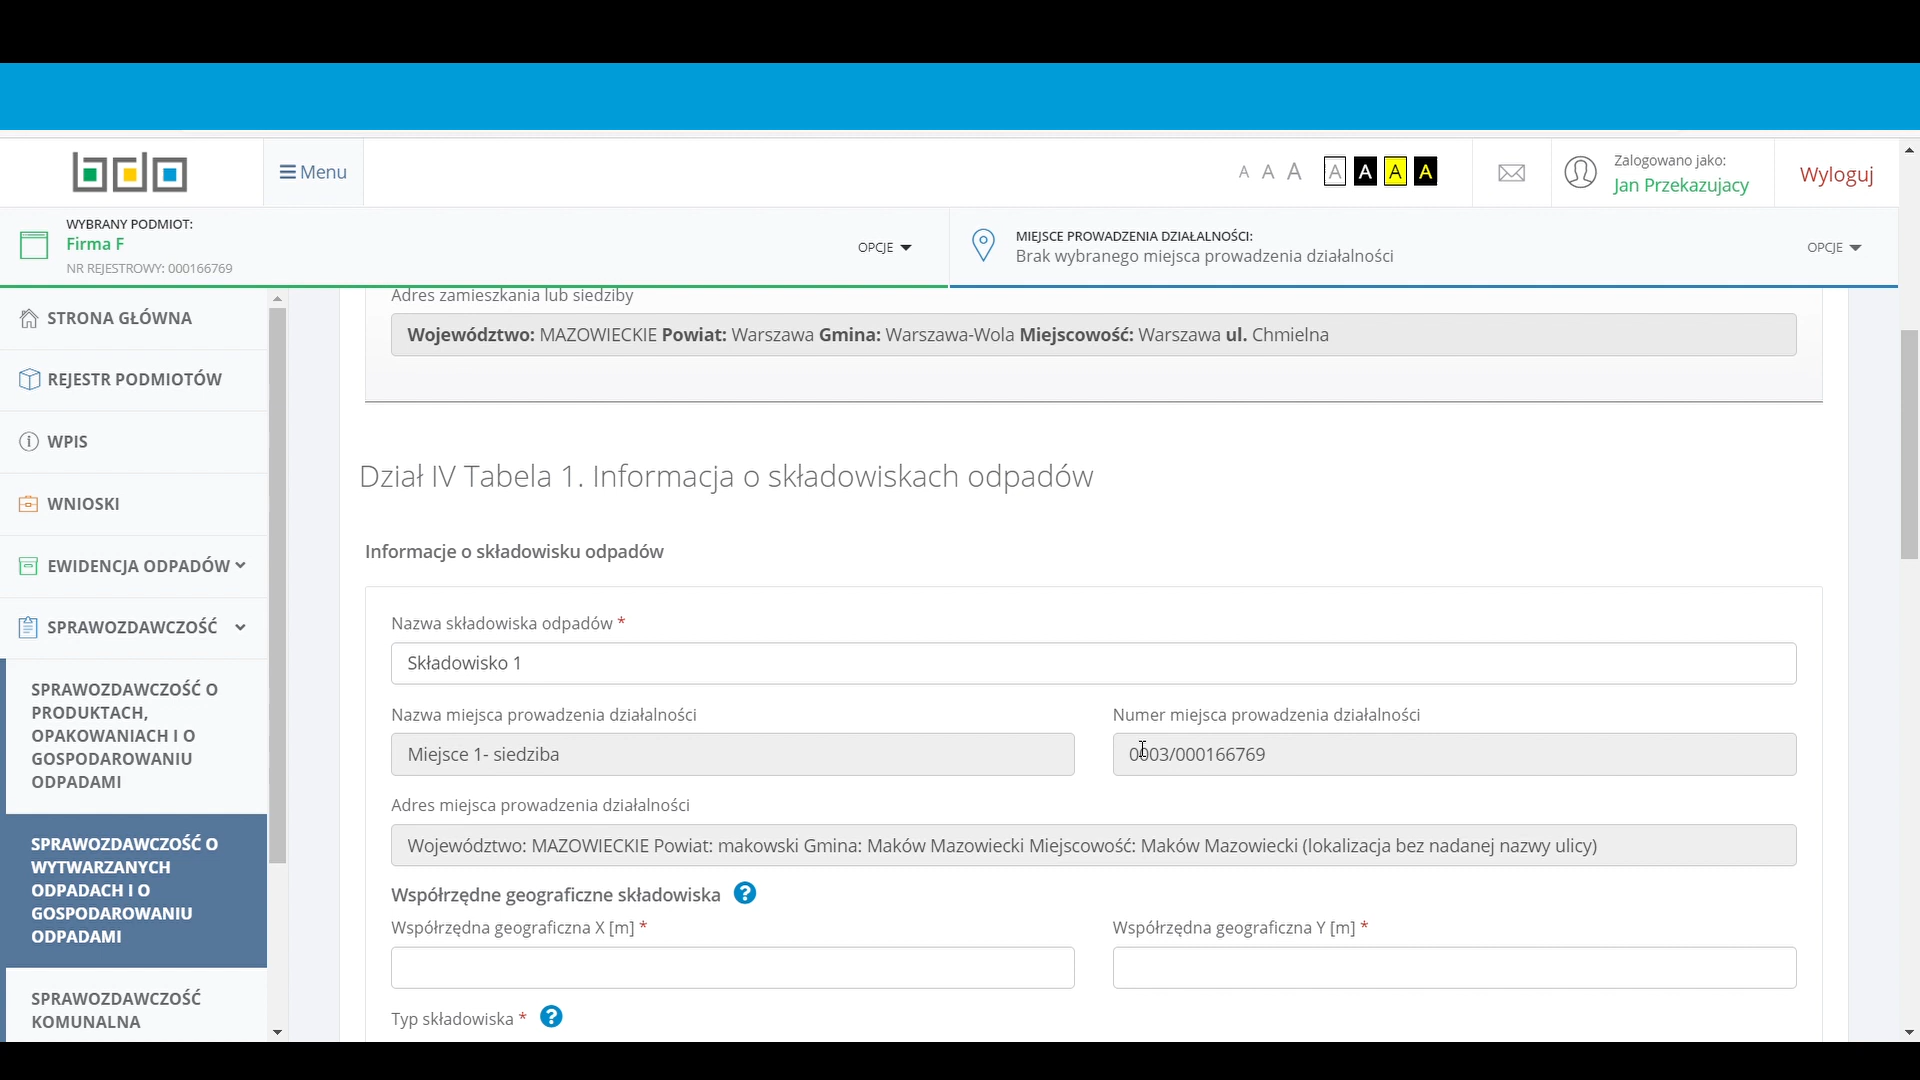 bdo
Menu
A A A A A A A
Zalogowano jako:
Jan Przekazujacy
Wyloguj
WYBRANY PODMIOT:
Firma F
NR REJESTROWY: 000166769
OPCJE
MIEJSCE PROWADZENIA DZIAŁALNOŚCI:
Brak wybranego miejsca prowadzenia działalności
OPCJE
STRONA GŁÓWNA
REJESTR PODMIOTÓW
WPIS
WNIOSKI
EWIDENCJA ODPADÓW
SPRAWOZDAWCZOŚĆ
SPRAWOZDAWCZOŚĆ O
PRODUKTACH,
OPAKOWANIACH I O
GOSPODAROWANIU
ODPADAMI
SPRAWOZDAWCZOŚĆ O
WYTWARZANYCH
ODPADACH I O
GOSPODAROWANIU
ODPADAMI
SPRAWOZDAWCZOŚĆ
KOMUNALNA
Adres zamieszkania lub siedziby
Województwo: MAZOWIECKIE Powiat: Warszawa Gmina: Warszawa-Wola Miejscowość: Warszawa ul. Chmielna
Dział IV Tabela 1. Informacja o składowiskach odpadów
Informacje o składowisku odpadów
Nazwa składowiska odpadów *
Składowisko 1
Nazwa miejsca prowadzenia działalności
Numer miejsca prowadzenia działalności
Miejsce 1- siedziba
0003/000166769
Adres miejsca prowadzenia działalności
Województwo: MAZOWIECKIE Powiat: makowski Gmina: Maków Mazowiecki Miejscowość: Maków Mazowiecki (lokalizacja bez nadanej nazwy ulicy)
Współrzędne geograficzne składowiska ?
Współrzędna geograficzna X [m] *
Współrzędna geograficzna Y [m] *
Typ składowiska * ?